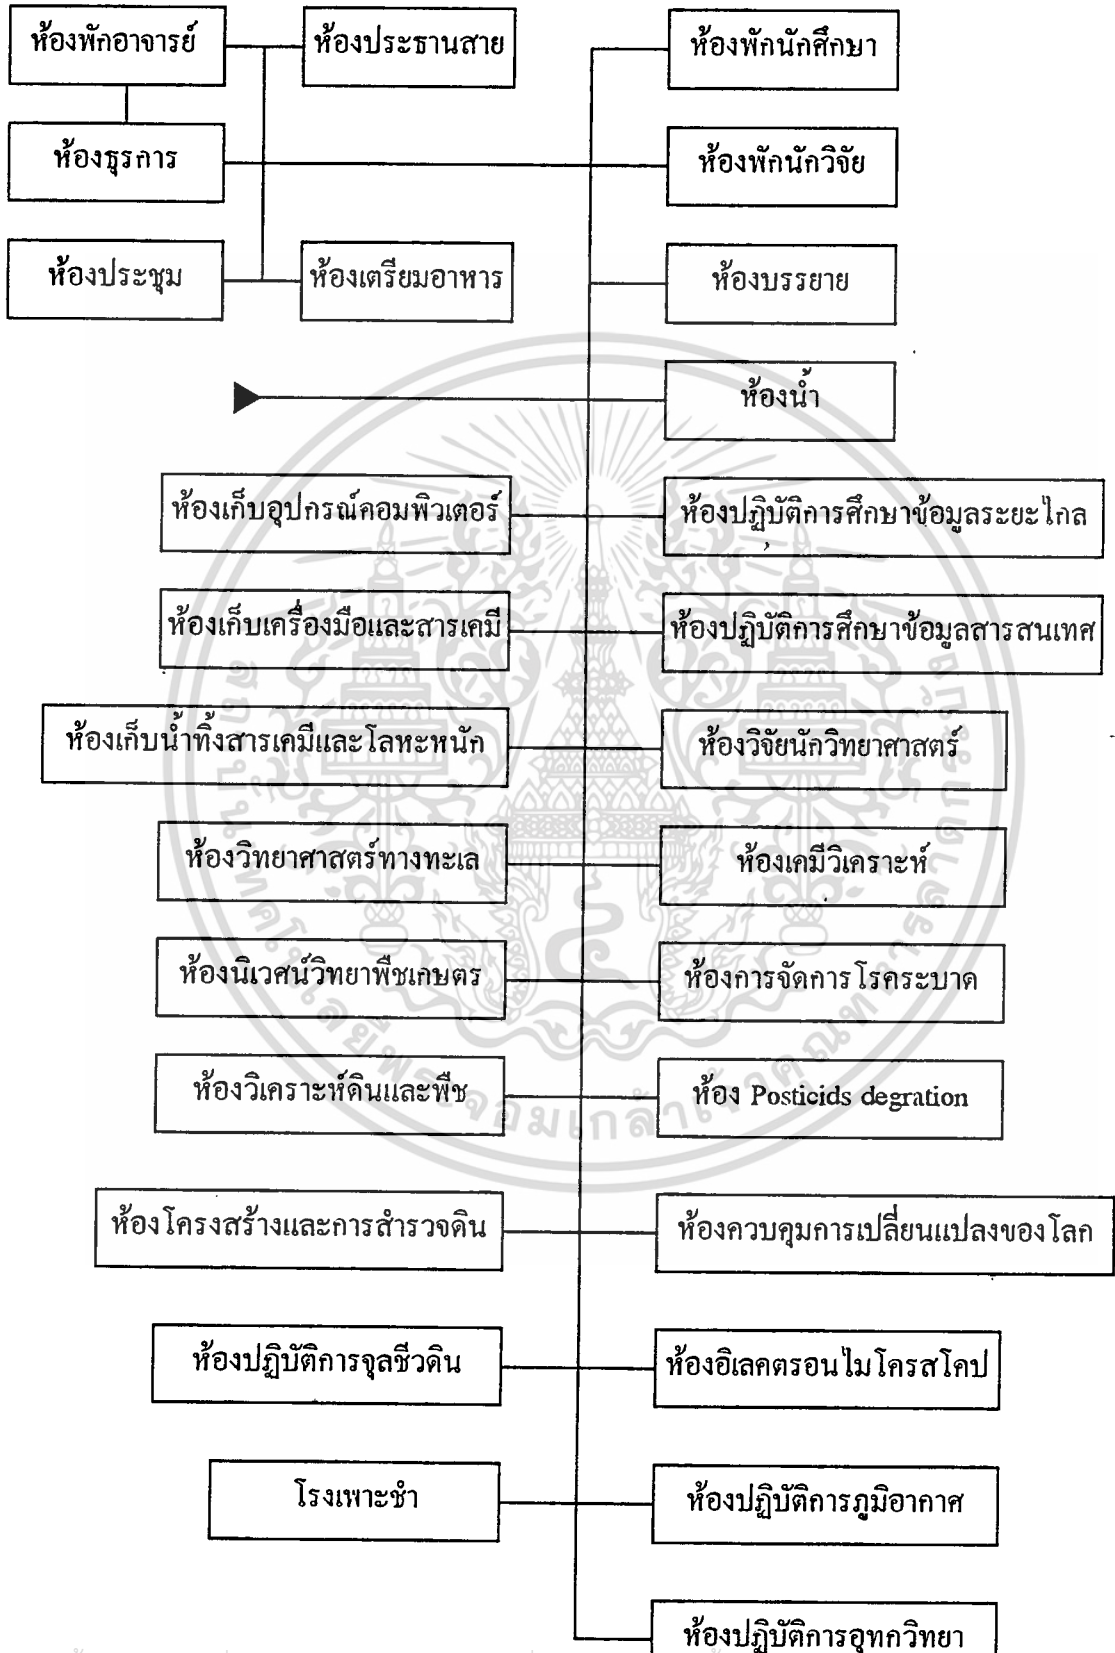 ห้องพักอาจารย์
ห้องประธานสาย
ห้องพักนักศึกษา
ห้องธุรการ
ห้องพักนักวิจัย
ห้องประชุม
ห้องเตรียมอาหาร
ห้องบรรยาย
ห้องน้ำ
ห้องเก็บอุปกรณ์คอมพิวเตอร์
ห้องปฏิบัติการศึกษาข้อมูลระยะไกล
ห้องเก็บเครื่องมือและสารเคมี
ห้องปฏิบัติการศึกษาข้อมูลสารสนเทศ
ห้องเก็บน้ำทิ้งสารเคมีและโลหะหนัก
ห้องวิจัยนักวิทยาศาสตร์
ห้องวิทยาศาสตร์ทางทะเล
ห้องเคมีวิเคราะห์
ห้องนิเวศน์วิทยาพืชเกษตร
ห้องการจัดการโรคระบาด
ห้องวิเคราะห์ดินและพืช
ห้อง Posticids degration
ห้องโครงสร้างและการสำรวจดิน
ห้องควบคุมการเปลี่ยนแปลงของโลก
ห้องปฏิบัติการจุลชีวดิน
ห้องอิเลคตรอนไมโครสโคป
โรงเพาะชำ
ห้องปฏิบัติการภูมิอากาศ
ห้องปฏิบัติการอุทกวิทยา